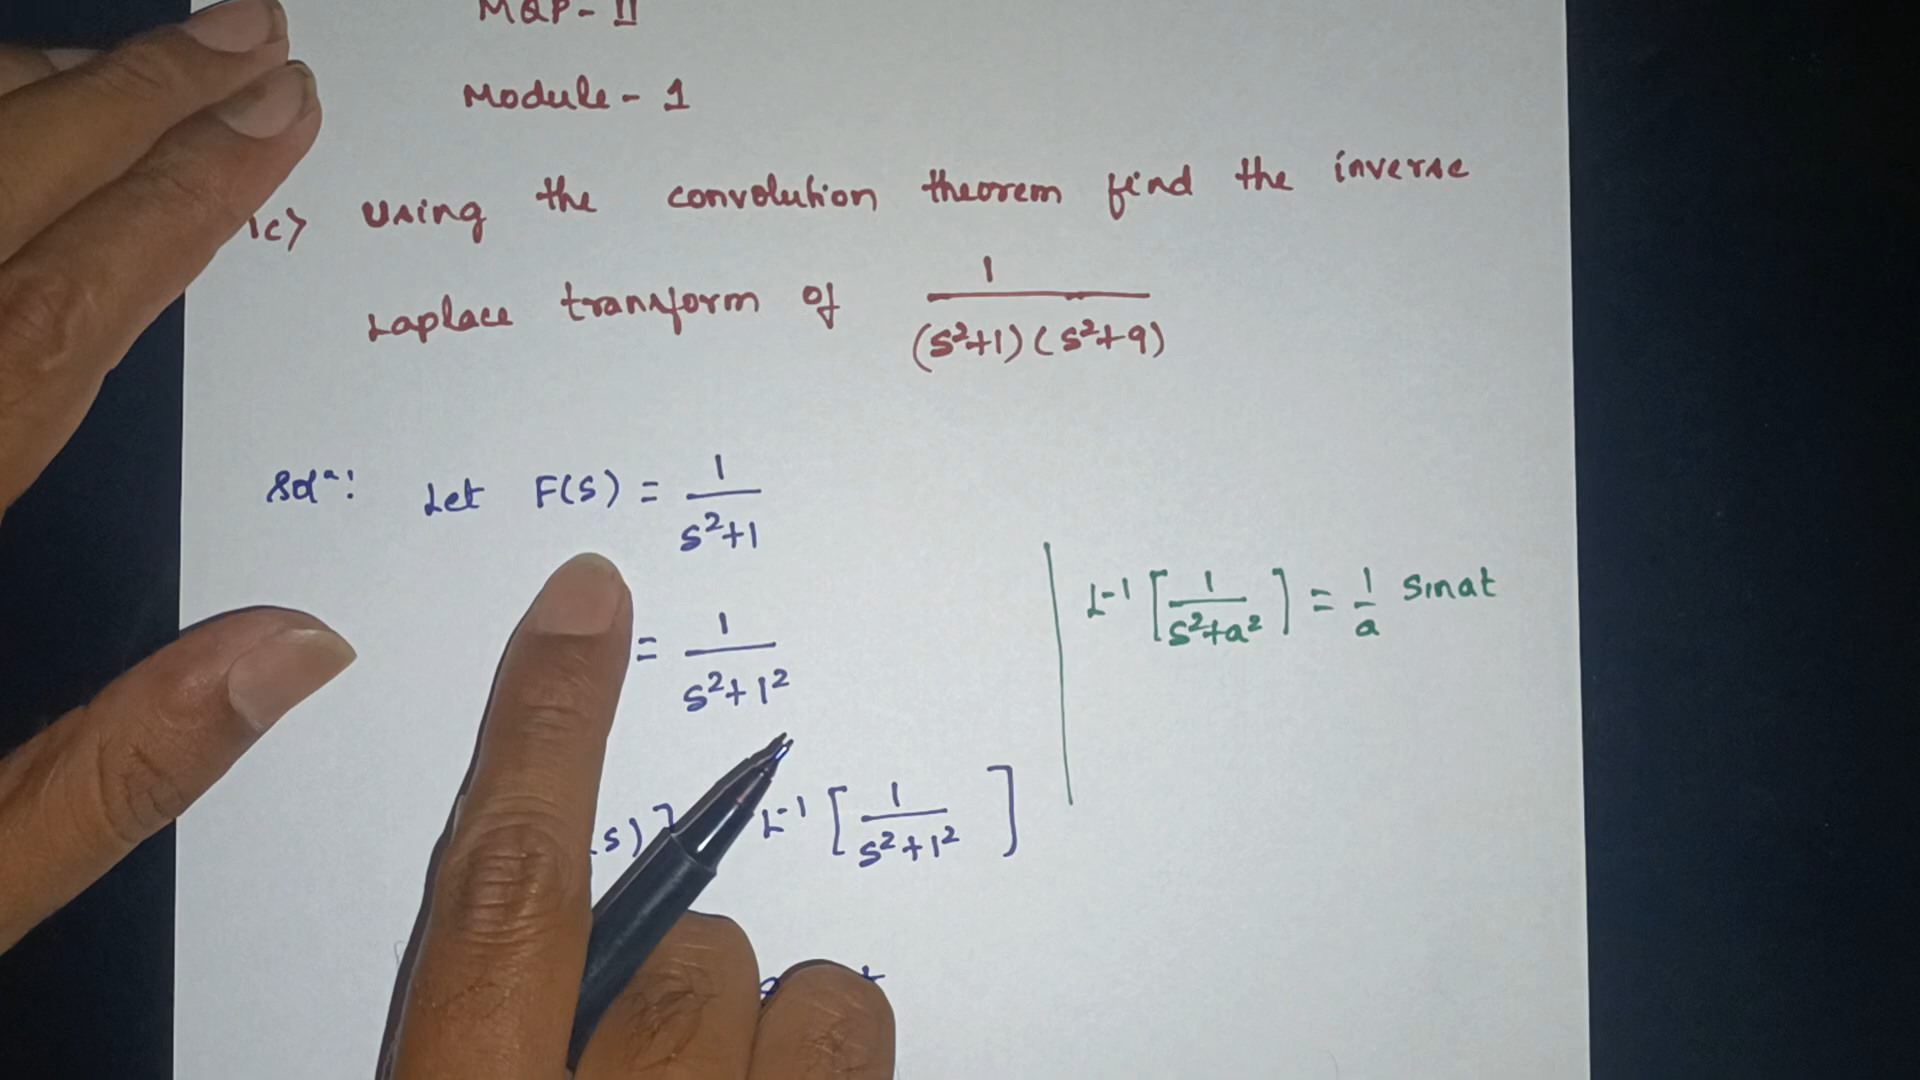 MQP - II
Module - 1
1c) Using the convolution theorem find the inverse
Laplace transform of 1/((s²+1)(s²+9))
Solⁿ: Let F(s) = 1/(s²+1)
= 1/(s²+1²)
L⁻¹[1/(s²+a²)] = 1/a sinat
s)] L⁻¹[1/(s²+1²)]